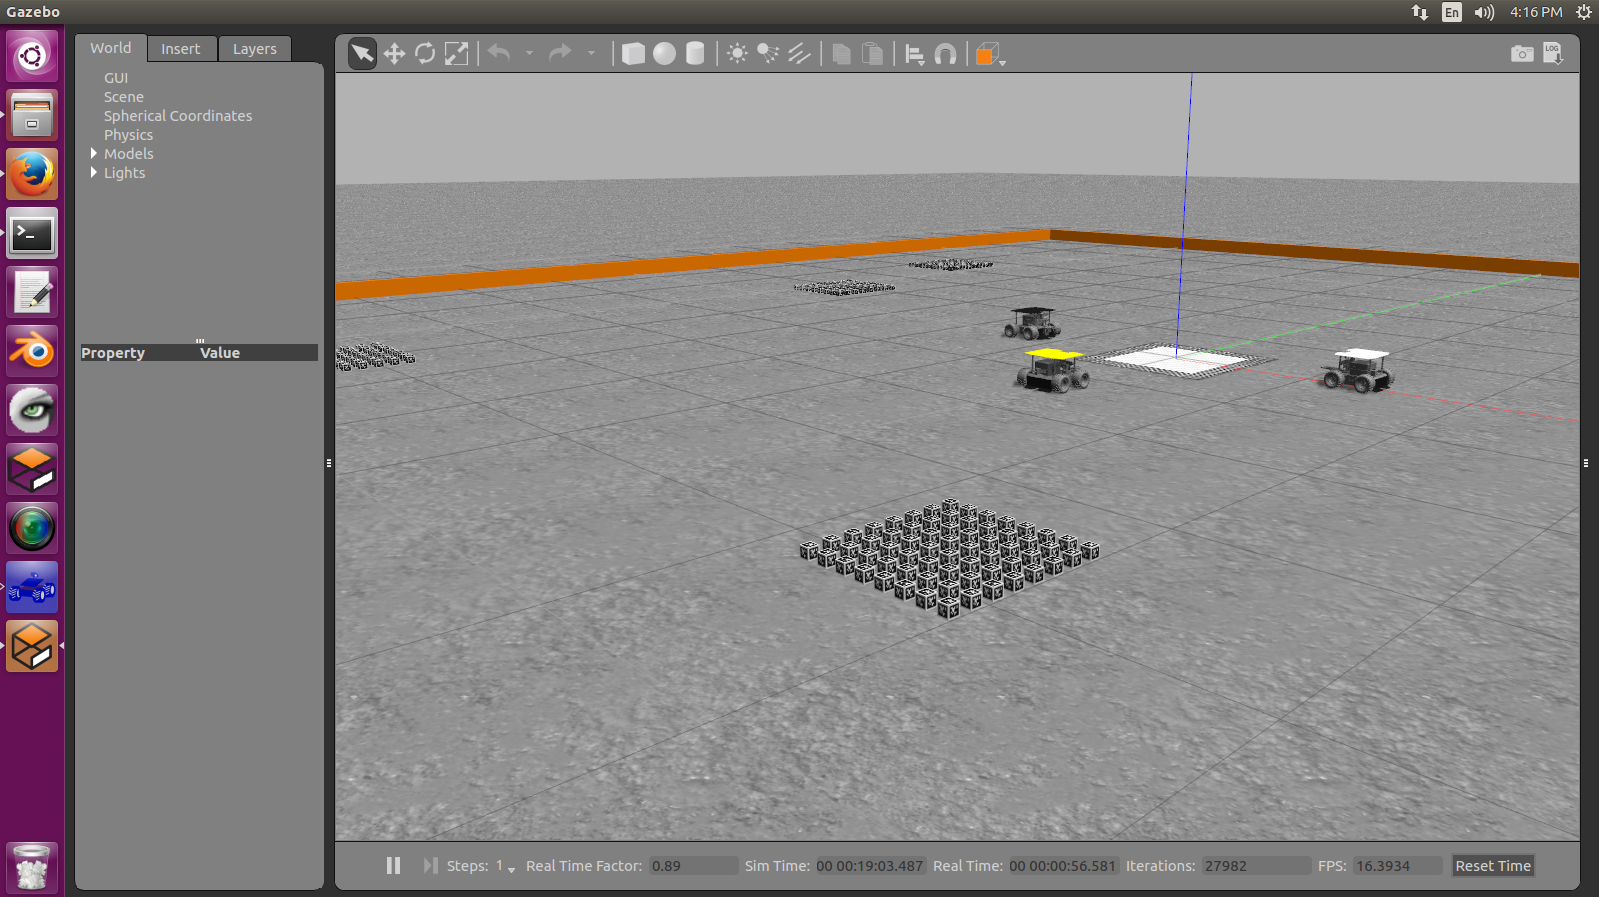 Gazebo
En
4:16 PM
World Insert Layers
LOG
GUI
Scene
Spherical Coordinates
Physics
Models
Lights
Property Value
>_
Steps: 1 Real Time Factor: 0.89 Sim Time: 00 00:19:03.487 Real Time: 00 00:00:56.581 Iterations: 27982 FPS: 16.3934 Reset Time